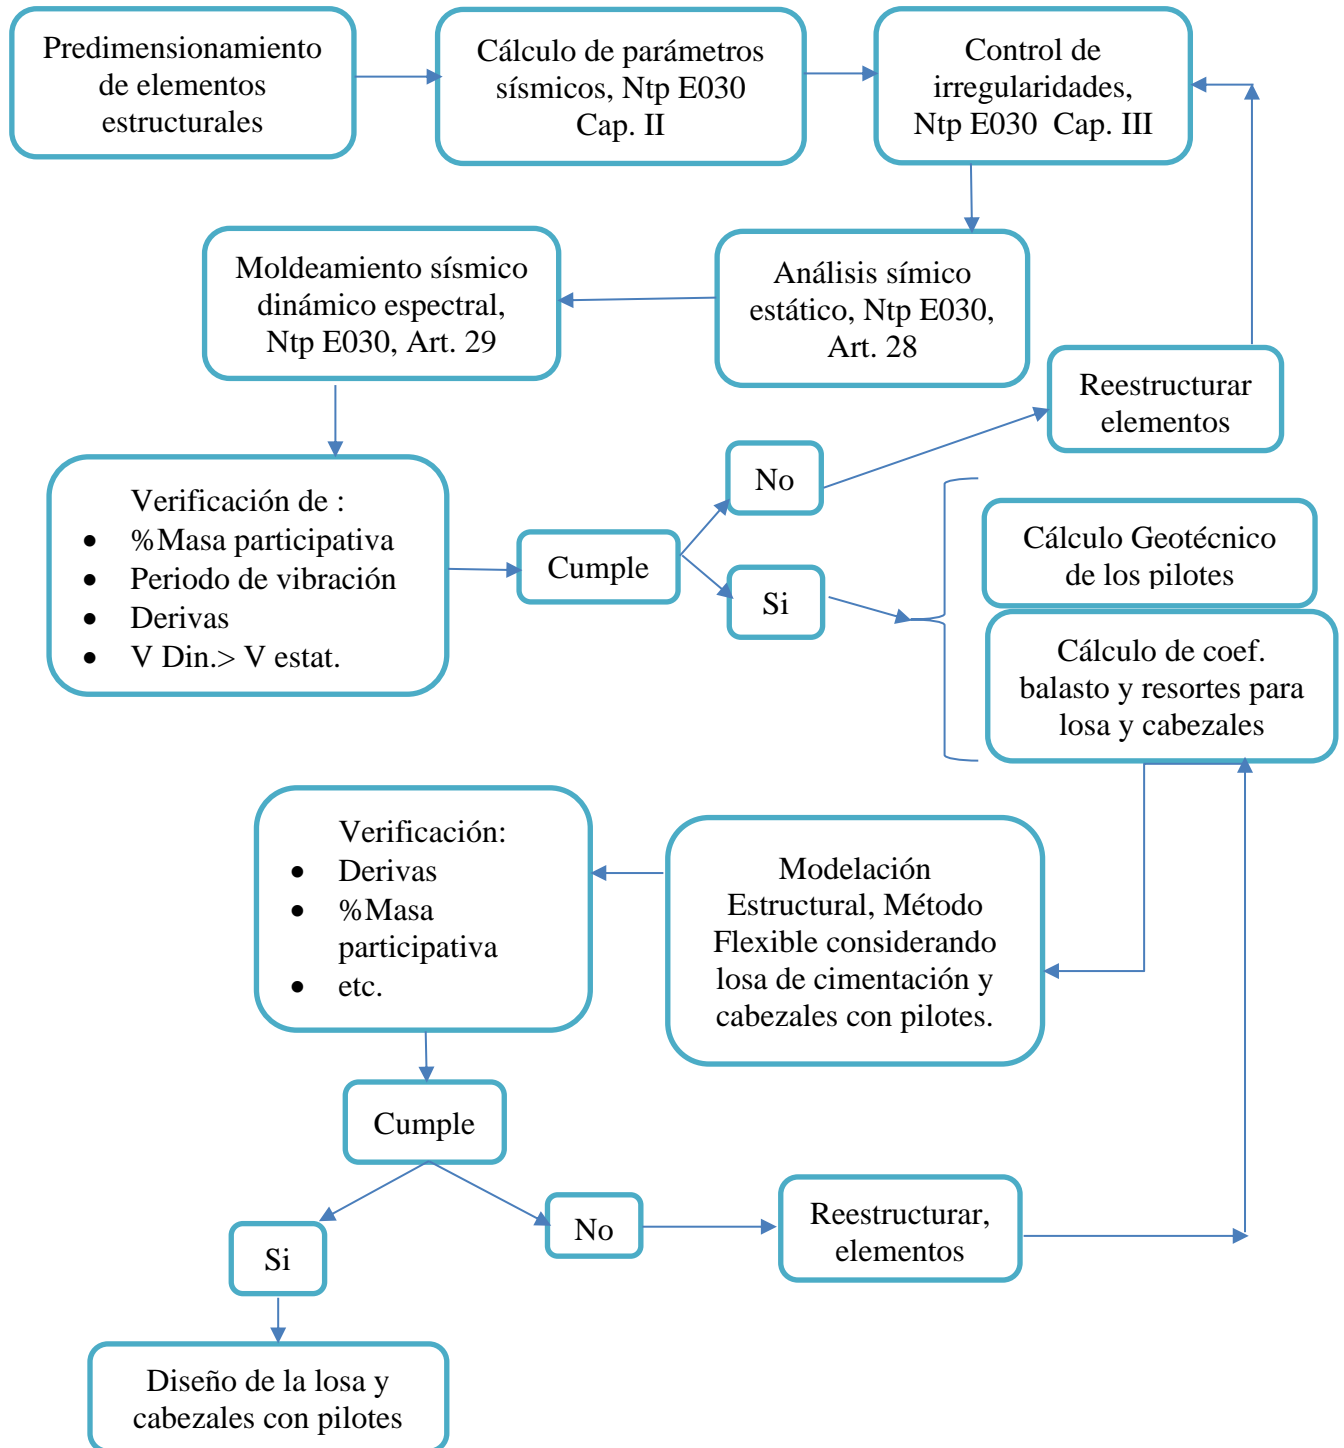 Predimensionamiento
de elementos
estructurales
Cálculo de parámetros
sísmicos, Ntp E030
Cap. II
Control de
irregularidades,
Ntp E030 Cap. III
Moldeamiento sísmico
dinámico espectral,
Ntp E030, Art. 29
Análisis símico
estático, Ntp E030,
Art. 28
Reestructurar
elementos
Verificación de :
• %Masa participativa
• Periodo de vibración
• Derivas
• V Din.> V estat.
Cumple
No
Si
Cálculo Geotécnico
de los pilotes
Cálculo de coef.
balasto y resortes para
losa y cabezales
Modelación
Estructural, Método
Flexible considerando
losa de cimentación y
cabezales con pilotes.
Verificación:
• Derivas
• %Masa
participativa
• etc.
Cumple
Si
No
Reestructurar,
elementos
Diseño de la losa y
cabezales con pilotes